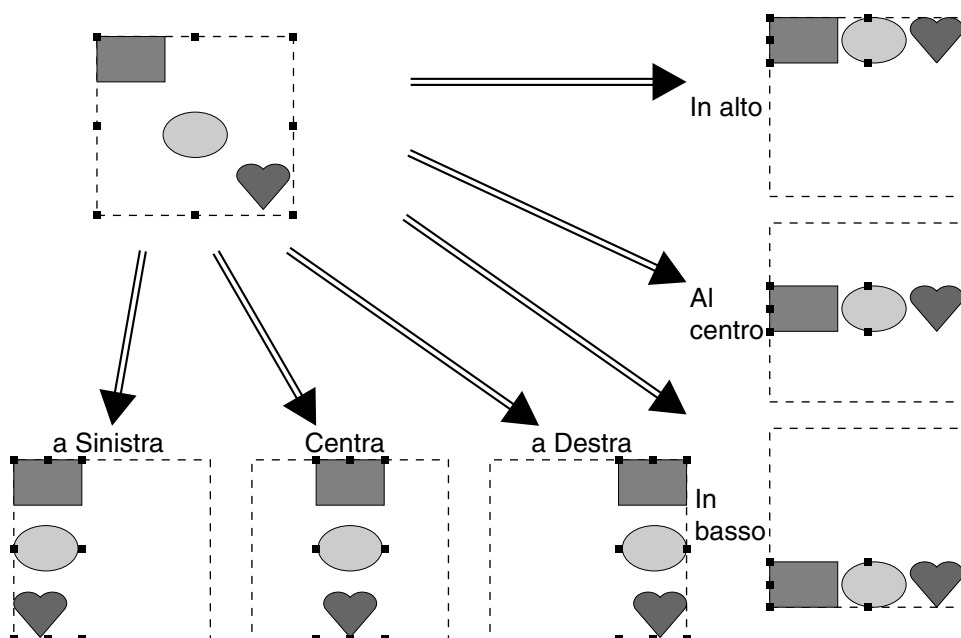 In alto
Al
centro
a Sinistra
Centra
a Destra
In
basso